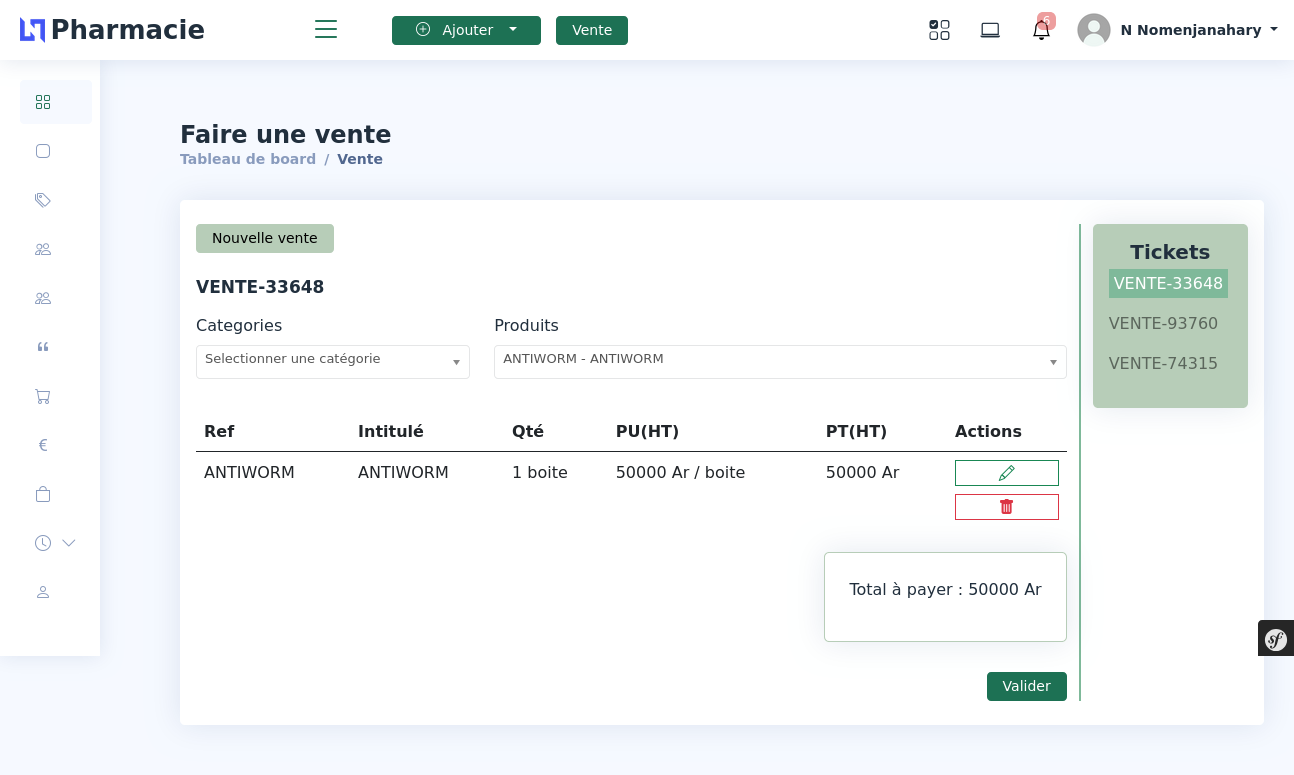 Pharmacie
Ajouter
Vente
6
N Nomenjanahary
Faire une vente
Tableau de board / Vente
Nouvelle vente
VENTE-33648
Categories
Produits
Selectionner une catégorie
ANTIWORM - ANTIWORM
Ref Intitulé Qté PU(HT) PT(HT) Actions
ANTIWORM ANTIWORM 1 boite 50000 Ar / boite 50000 Ar
Total à payer : 50000 Ar
Valider
Tickets
VENTE-33648
VENTE-93760
VENTE-74315
sf